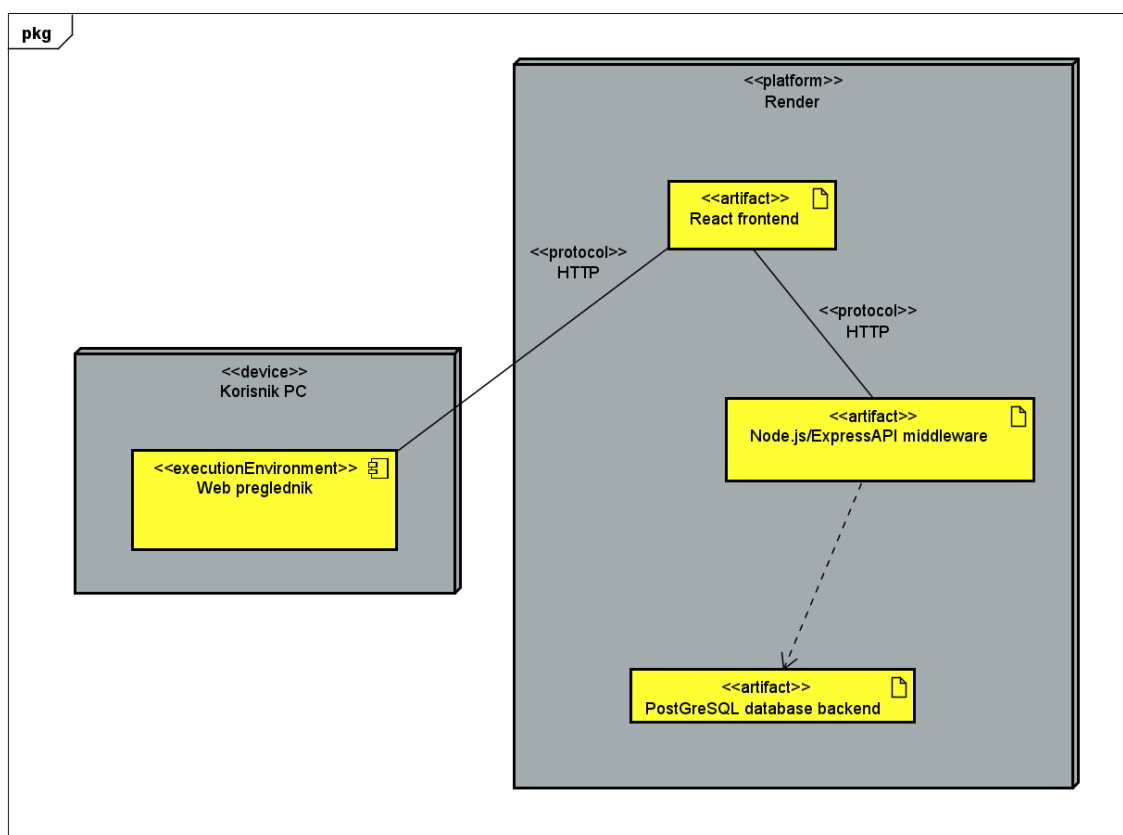 pkg
<<platform>>
Render
<<artifact>>
React frontend
<<protocol>>
HTTP
<<protocol>>
HTTP
<<device>>
Korisnik PC
<<artifact>>
Node.js/ExpressAPI middleware
<<executionEnvironment>>
Web preglednik
<<artifact>>
PostGreSQL database backend